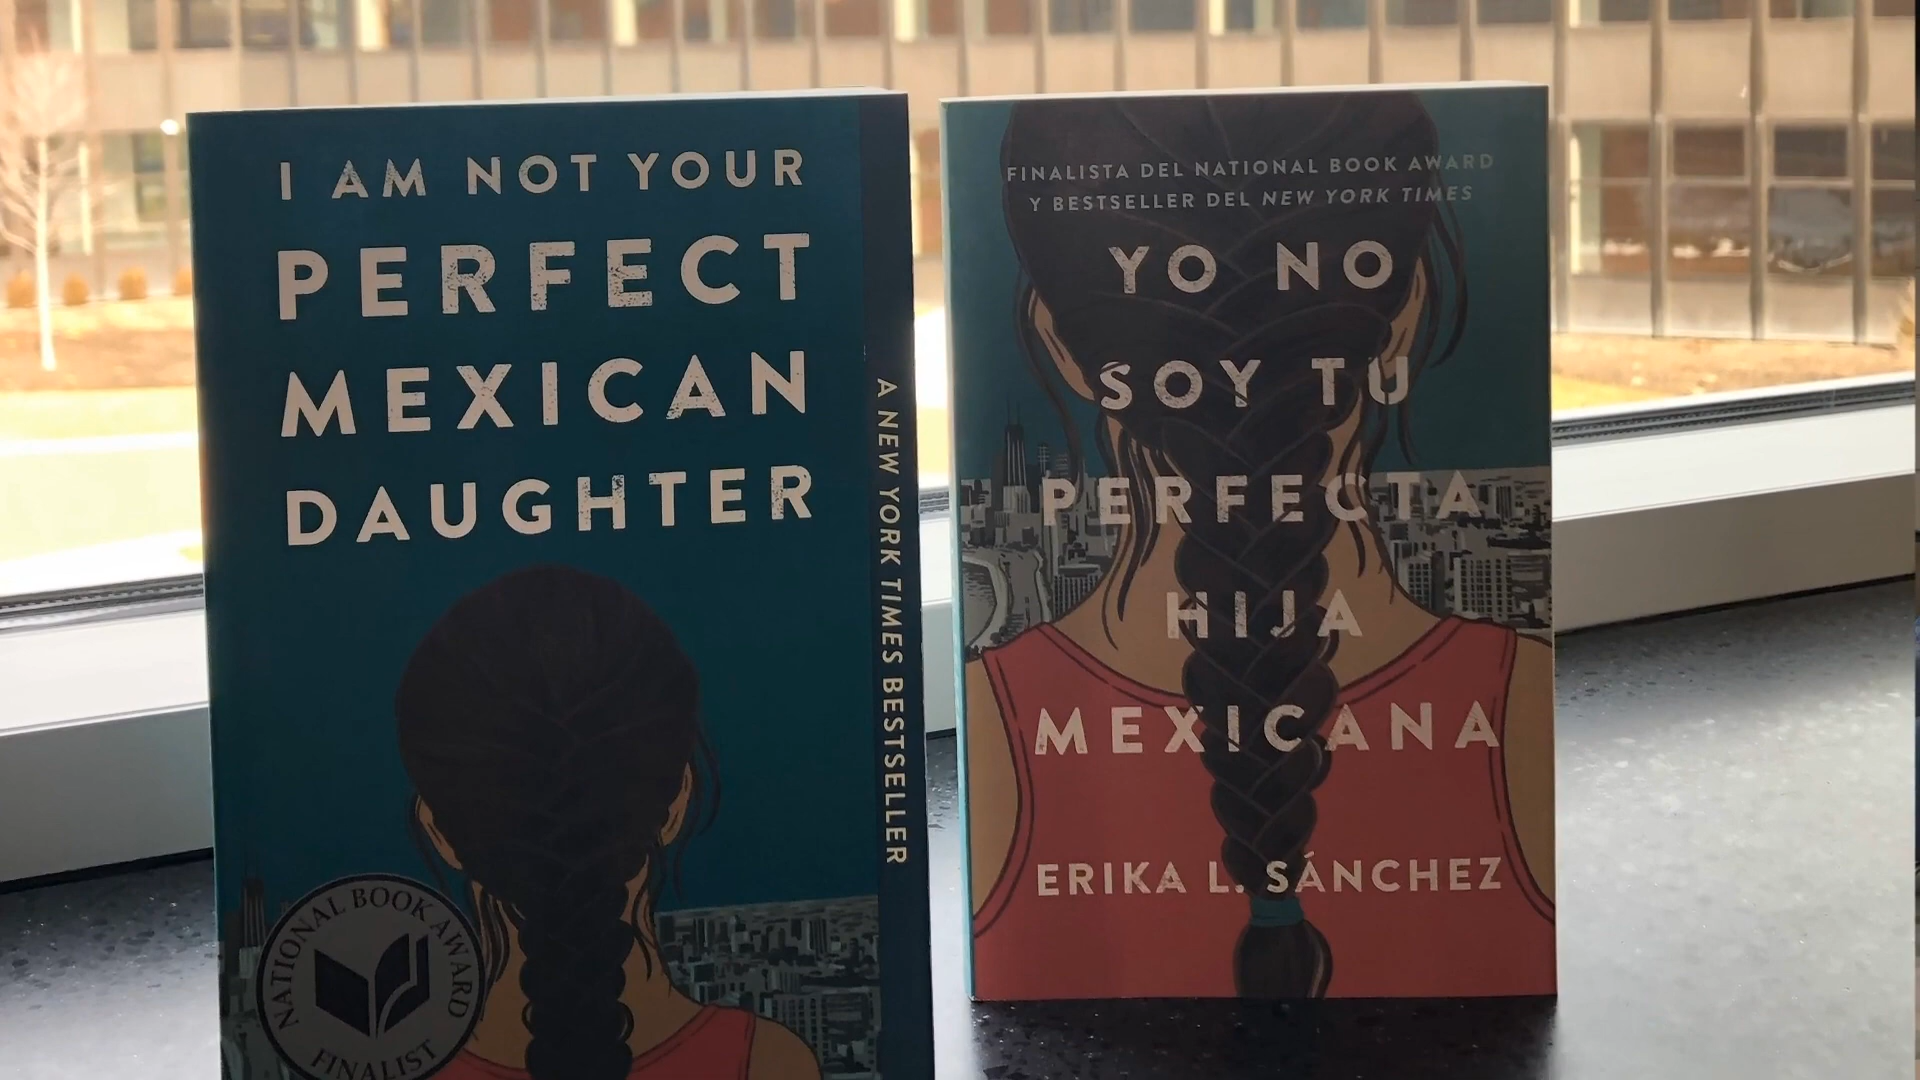 I AM NOT YOUR
PERFECT
MEXICAN
DAUGHTER
A NEW YORK TIMES BESTSELLER
NATIONAL BOOK AWARD
FINALIST
FINALISTA DEL NATIONAL BOOK AWARD
Y BESTSELLER DEL NEW YORK TIMES
YO NO
SOY TU
PERFECTA
HIJA
MEXICANA
ERIKA L. SÁNCHEZ